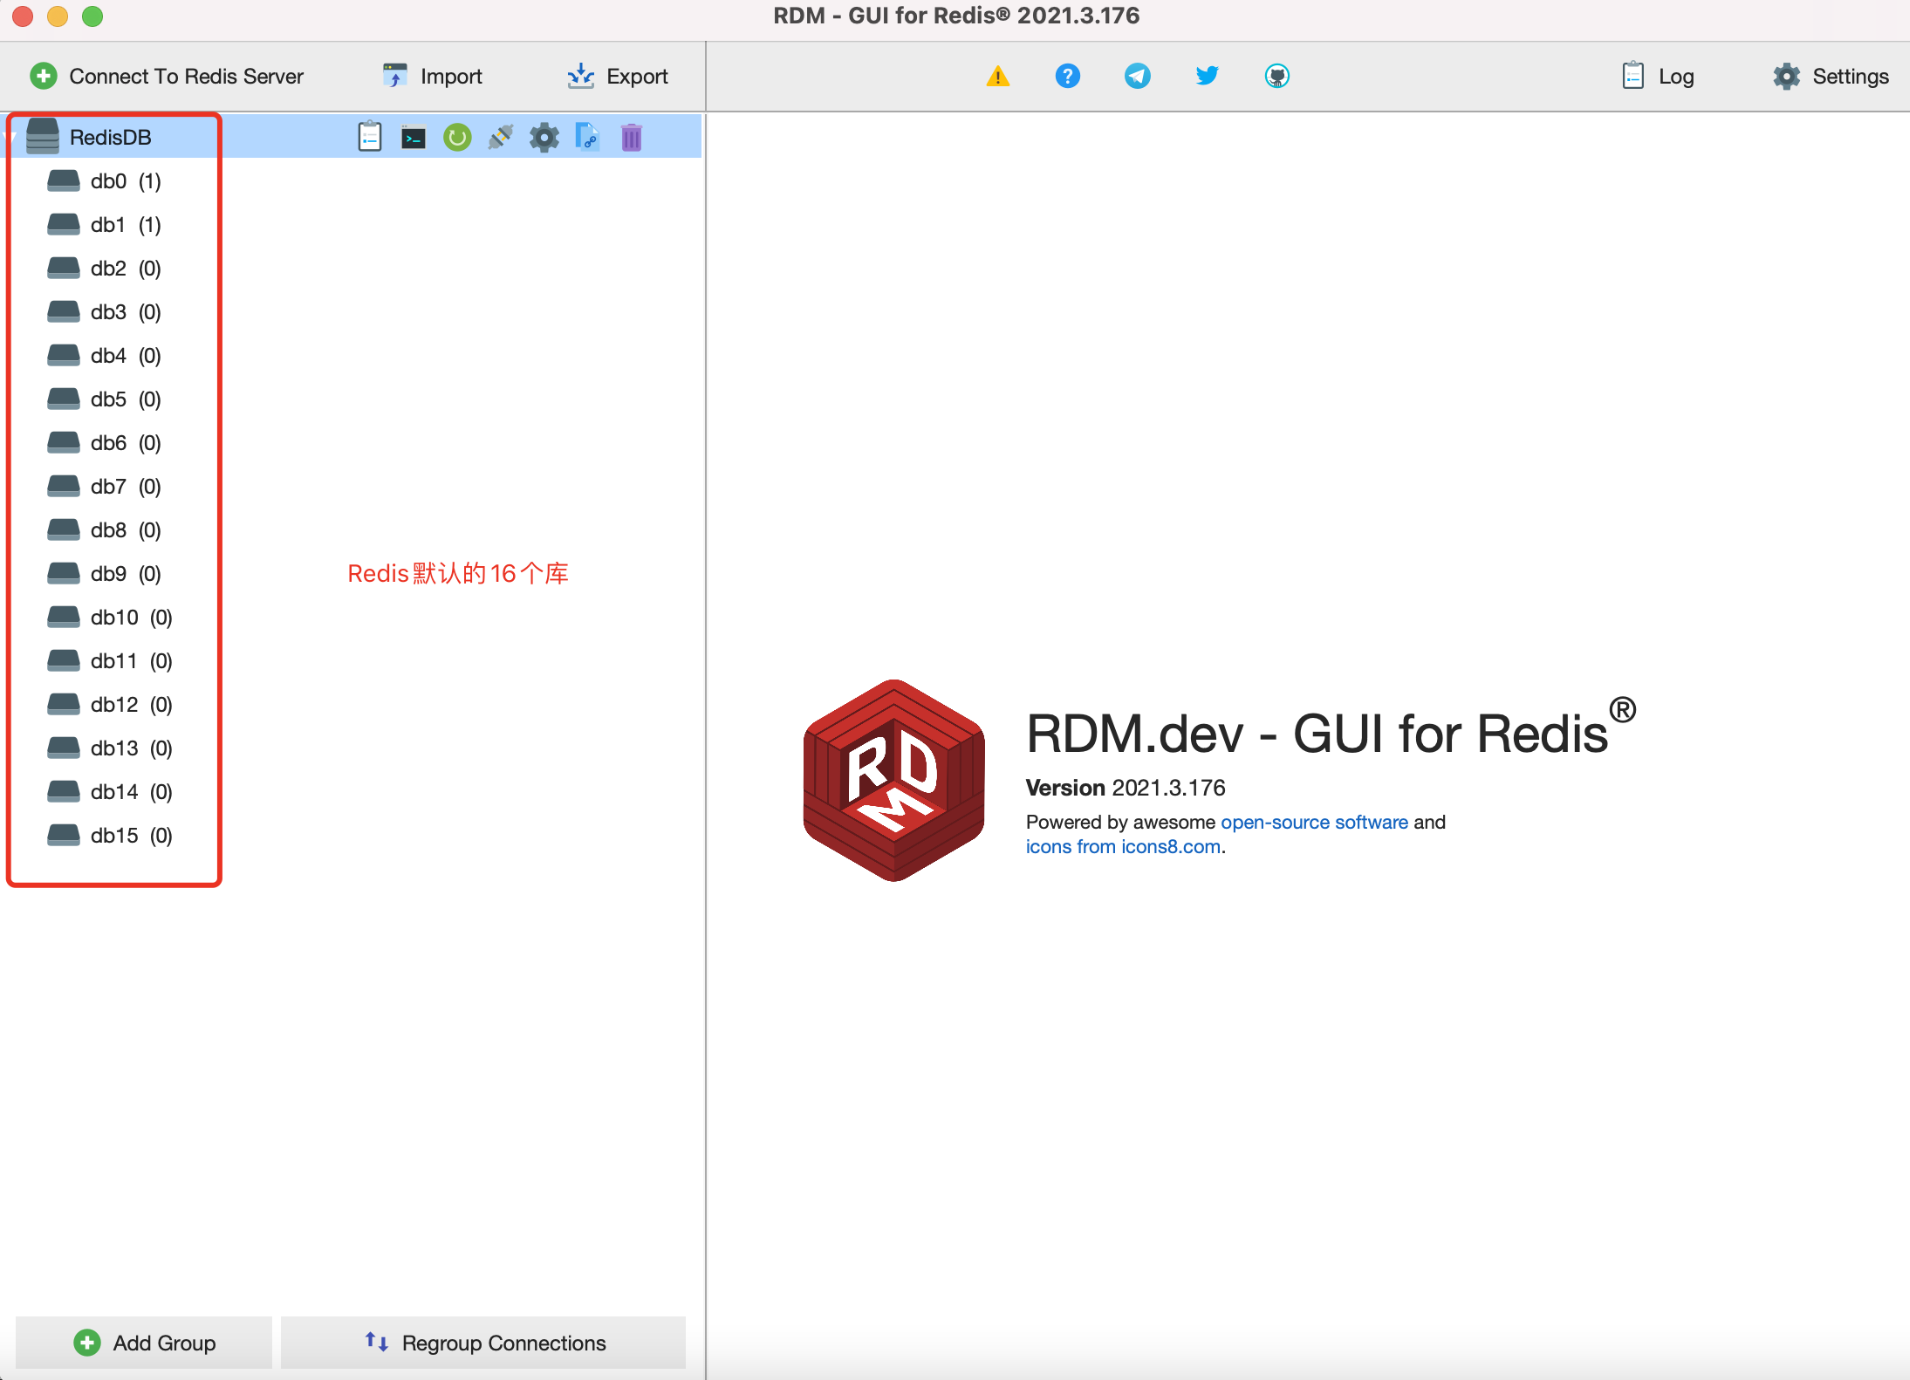 RDM - GUI for Redis® 2021.3.176
Connect To Redis Server Import Export Log Settings
RedisDB
db0 (1)
db1 (1)
db2 (0)
db3 (0)
db4 (0)
db5 (0)
db6 (0)
db7 (0)
db8 (0)
db9 (0)
db10 (0)
db11 (0)
db12 (0)
db13 (0)
db14 (0)
db15 (0)
Redis默认的16个库
RDM
RDM.dev - GUI for Redis®
Version 2021.3.176
Powered by awesome open-source software and
icons from icons8.com.
Add Group Regroup Connections